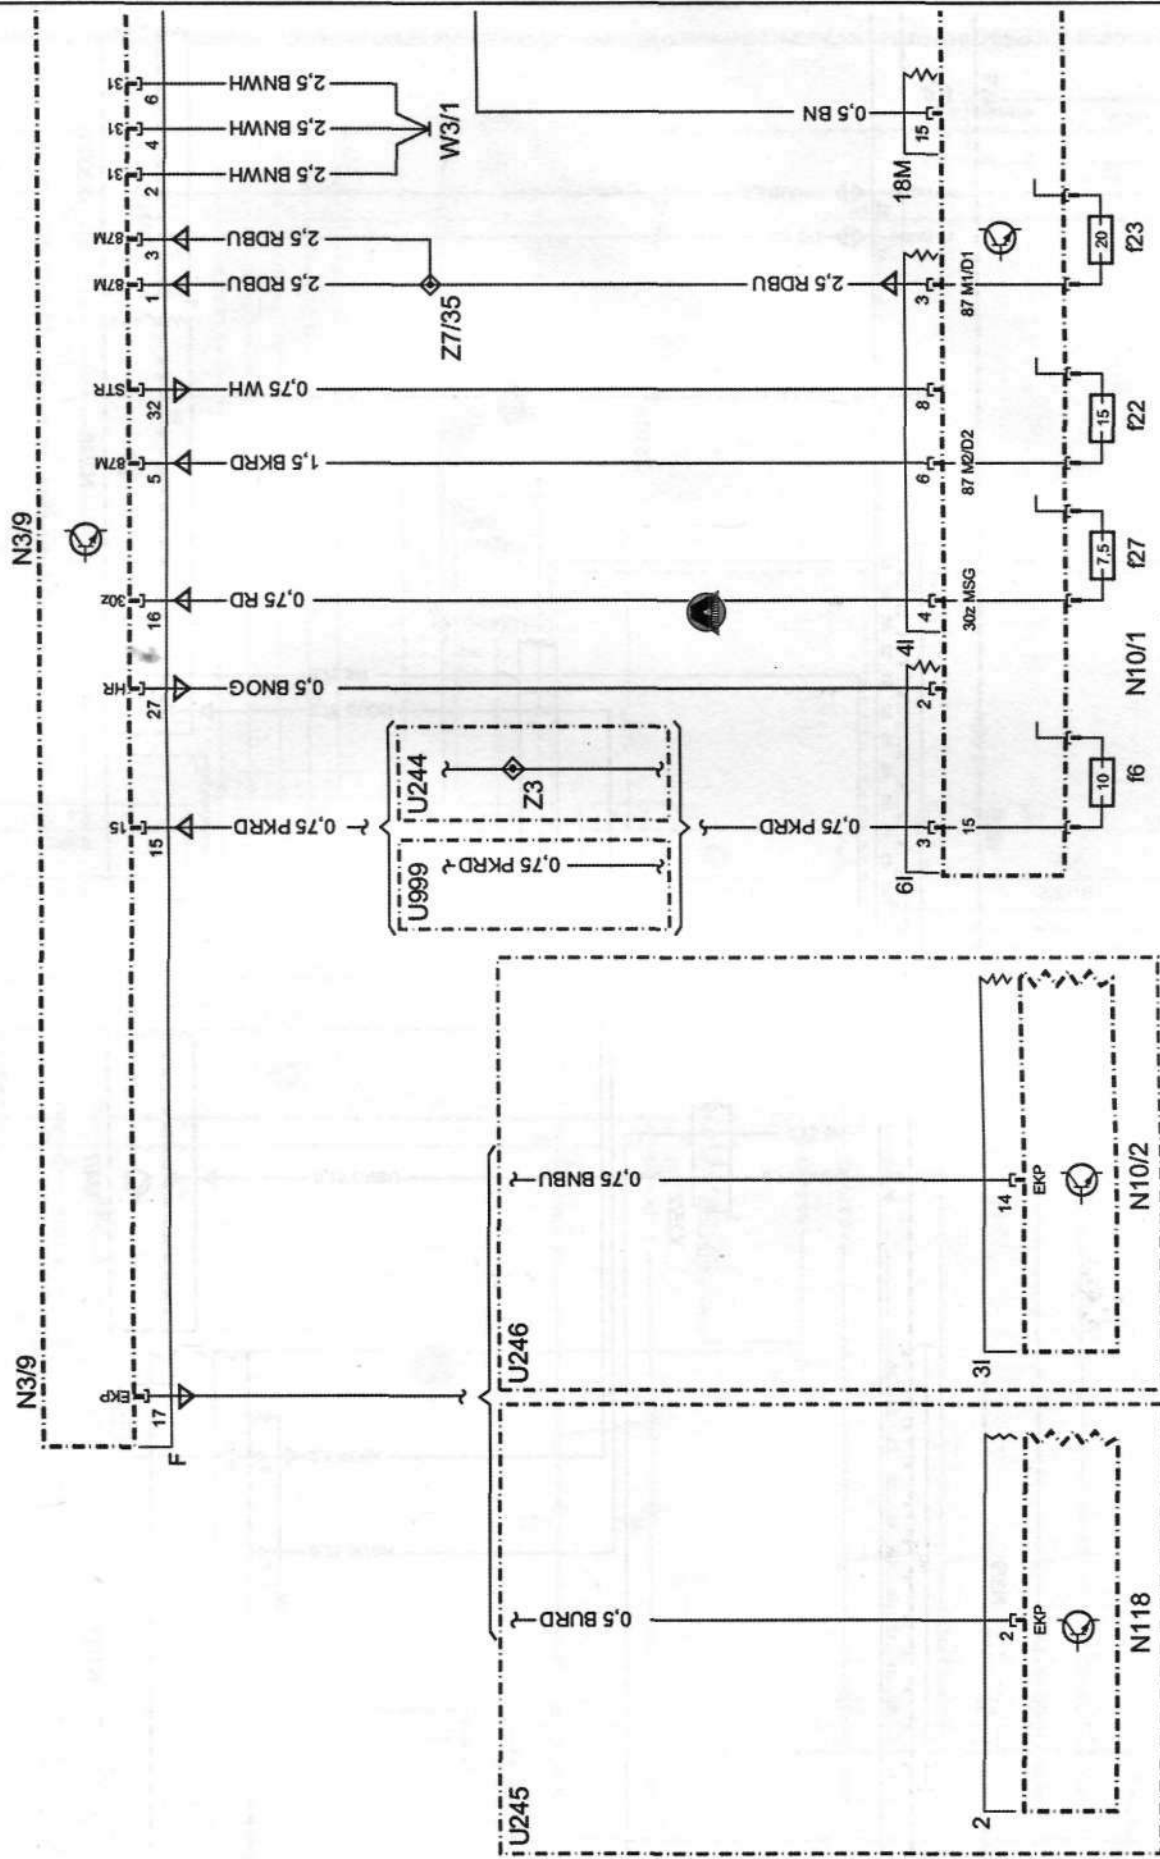 N3/9
N3/9
31
6
2,5 BNWH
31
4
2,5 BNWH
31
2
2,5 BNWH
W3/1
87M
3
2,5 RDBU
87M
1
2,5 RDBU
Z7/35
2,5 RDBU
3
87 M1/D1
0,5 BN
15
18M
20
f23
STR
32
0,75 WH
8
87M
5
1,5 BKRD
6
87 M2/D2
15
f22
30z
16
0,75 RD
4
30z MSG
4I
7,5
f27
HR
27
0,5 BNOG
2
N10/1
15
15
0,75 PKRD
U244
Z3
U999
0,75 PKRD
0,75 PKRD
3
15
6I
10
f6
EKP
17
F
U246
0,75 BNBU
14
EKP
3I
N10/2
U245
0,5 BURD
2
EKP
2
N118